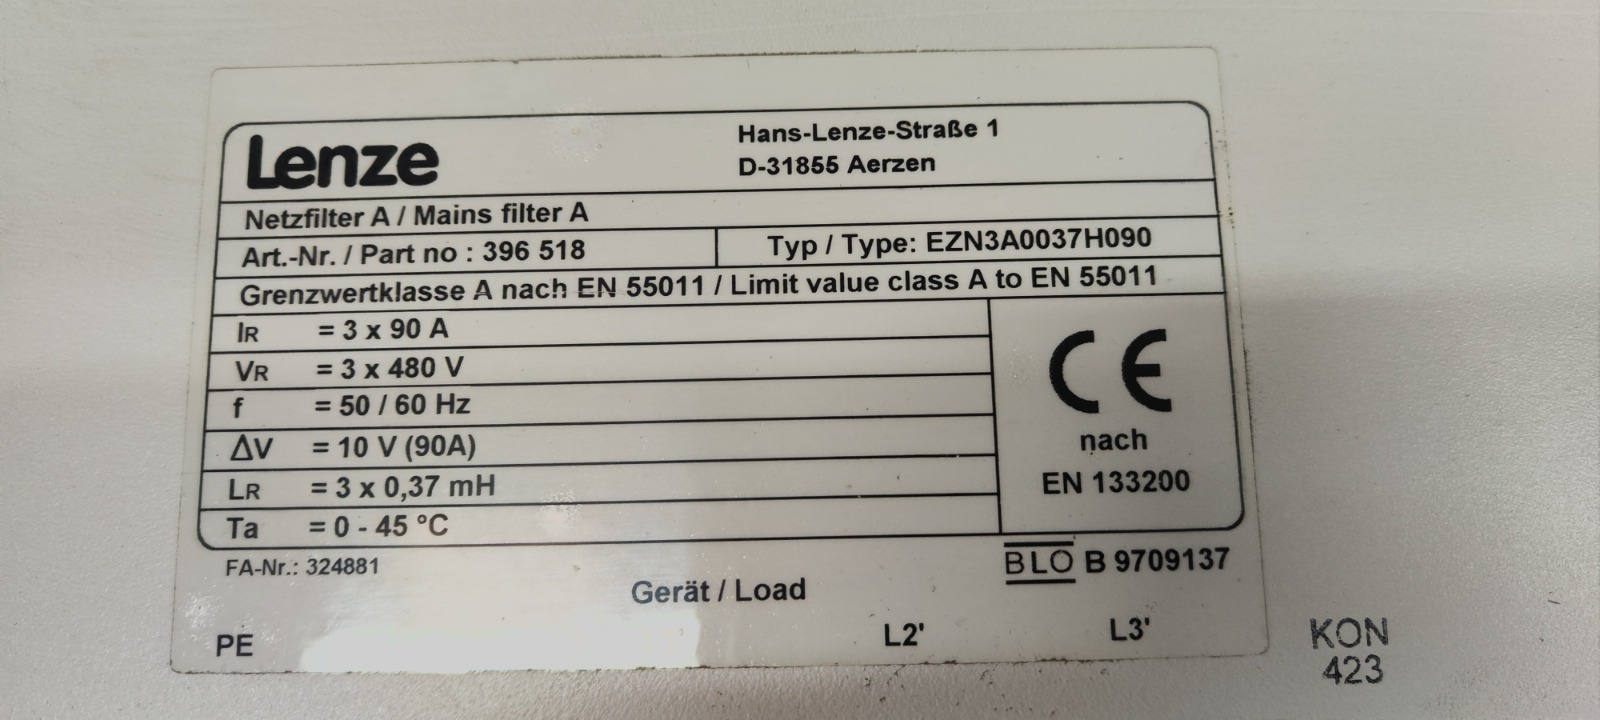 Lenze
Hans-Lenze-Straße 1
D-31855 Aerzen
Netzfilter A / Mains filter A
Art.-Nr. / Part no : 396 518
Typ / Type: EZN3A0037H090
Grenzwertklasse A nach EN 55011 / Limit value class A to EN 55011
IR = 3 x 90 A
VR = 3 x 480 V
f = 50 / 60 Hz
ΔV = 10 V (90A)
LR = 3 x 0,37 mH
Ta = 0 - 45 °C
CE
nach
EN 133200
FA-Nr.: 324881
BLO B 9709137
Gerät / Load
PE
L2'
L3'
KON
423